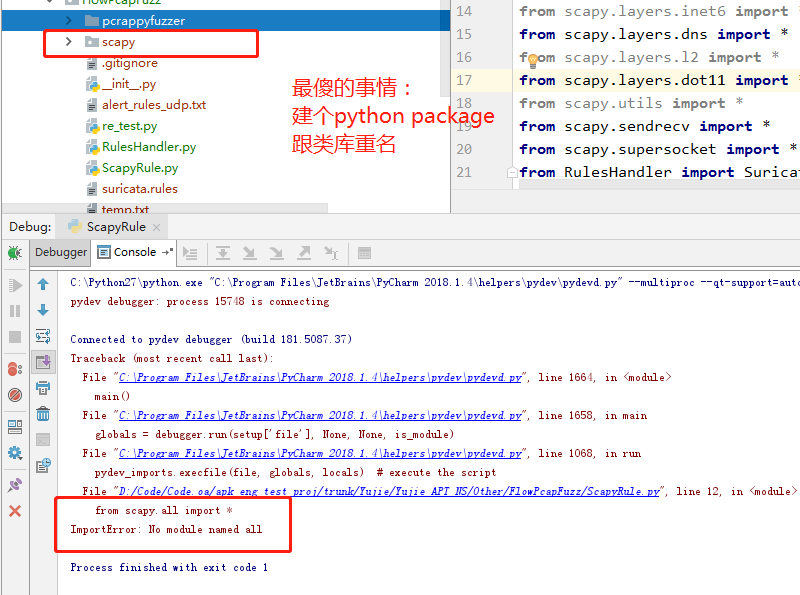 FlowPcapFuzz
pcrappyfuzzer
scapy
.gitignore
__init__.py
alert_rules_udp.txt
re_test.py
RulesHandler.py
ScapyRule.py
suricata.rules
temp.txt
最傻的事情：
建个python package
跟类库重名
14 from scapy.layers.inet6 import *
15 from scapy.layers.dns import *
16 from scapy.layers.l2 import *
17 from scapy.layers.dot11 import *
18 from scapy.utils import *
19 from scapy.sendrecv import *
20 from scapy.supersocket import *
21 from RulesHandler import Surica
Debug: ScapyRule
Debugger Console
C:\Python27\python.exe "C:\Program Files\JetBrains\PyCharm 2018.1.4\helpers\pydev\pydevd.py" --multiproc --qt-support=auto
pydev debugger: process 15748 is connecting
Connected to pydev debugger (build 181.5087.37)
Traceback (most recent call last):
File "C:\Program Files\JetBrains\PyCharm 2018.1.4\helpers\pydev\pydevd.py", line 1664, in <module>
main()
File "C:\Program Files\JetBrains\PyCharm 2018.1.4\helpers\pydev\pydevd.py", line 1658, in main
globals = debugger.run(setup['file'], None, None, is_module)
File "C:\Program Files\JetBrains\PyCharm 2018.1.4\helpers\pydev\pydevd.py", line 1068, in run
pydev_imports.execfile(file, globals, locals) # execute the script
File "D:/Code/Code.oa/apk_eng_test_proj/trunk/Yujie/Yujie_APT_NS/Other/FlowPcapFuzz/ScapyRule.py", line 12, in <module>
from scapy.all import *
ImportError: No module named all
Process finished with exit code 1